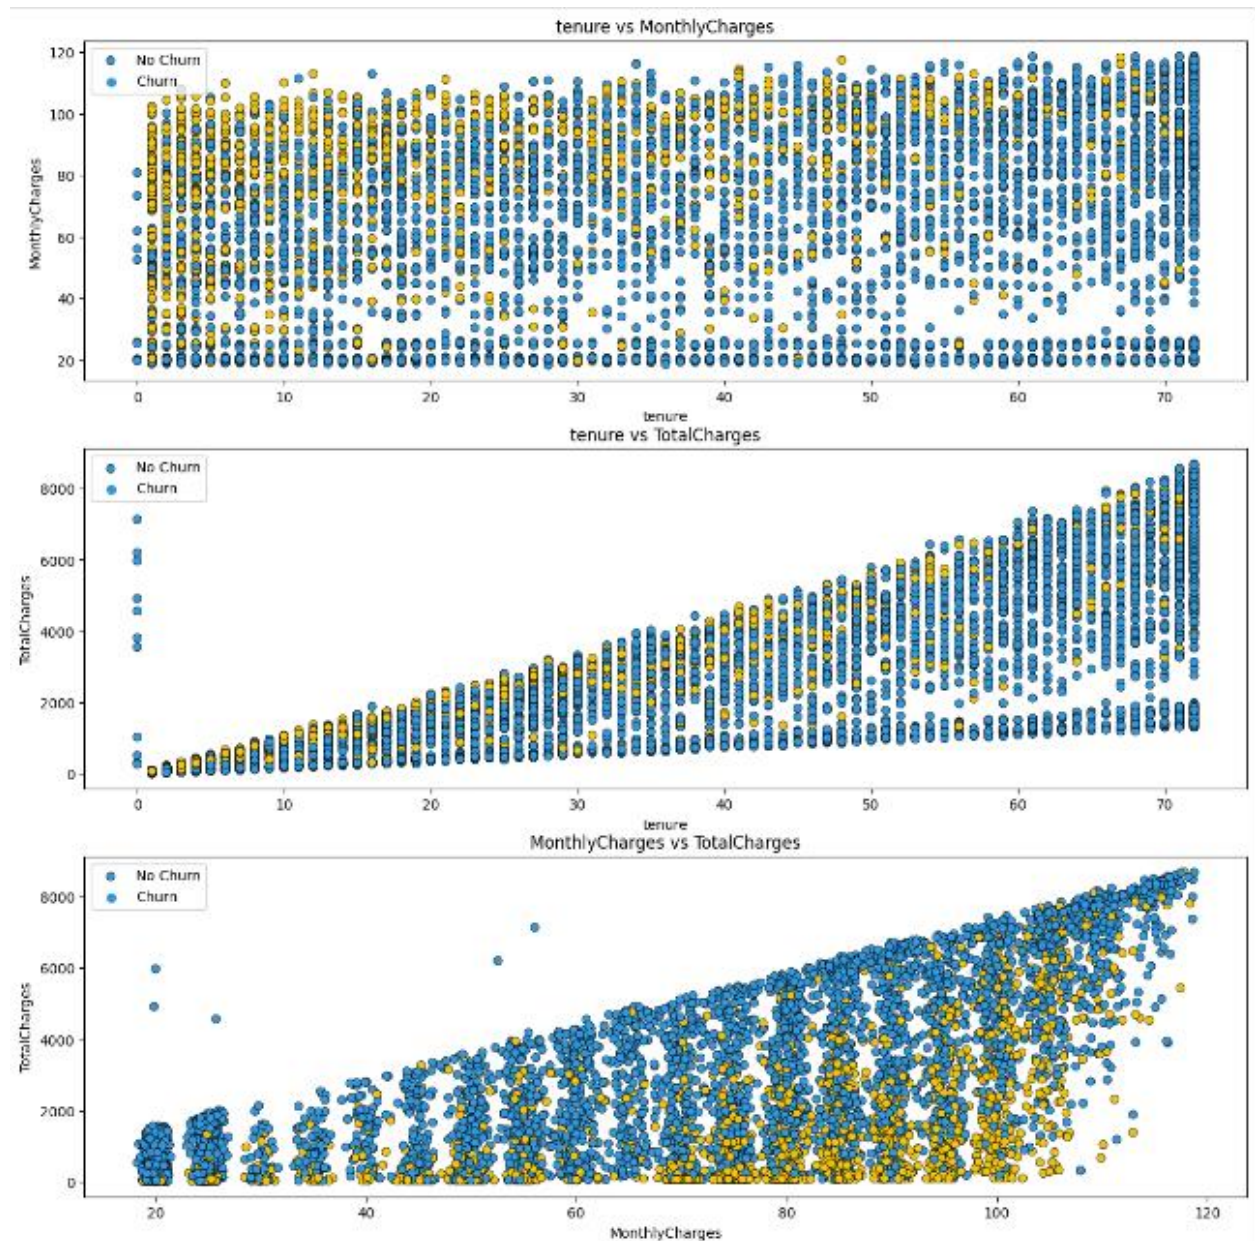 tenure vs MonthlyCharges
120
No Churn
Churn
100
80
MonthlyCharges
60
40
20
0 10 20 30 40 50 60 70
tenure
tenure vs TotalCharges
No Churn
Churn
8000
6000
TotalCharges
4000
2000
0
0 10 20 30 40 50 60 70
tenure
MonthlyCharges vs TotalCharges
No Churn
Churn
8000
6000
TotalCharges
4000
2000
0
20 40 60 80 100 120
MonthlyCharges